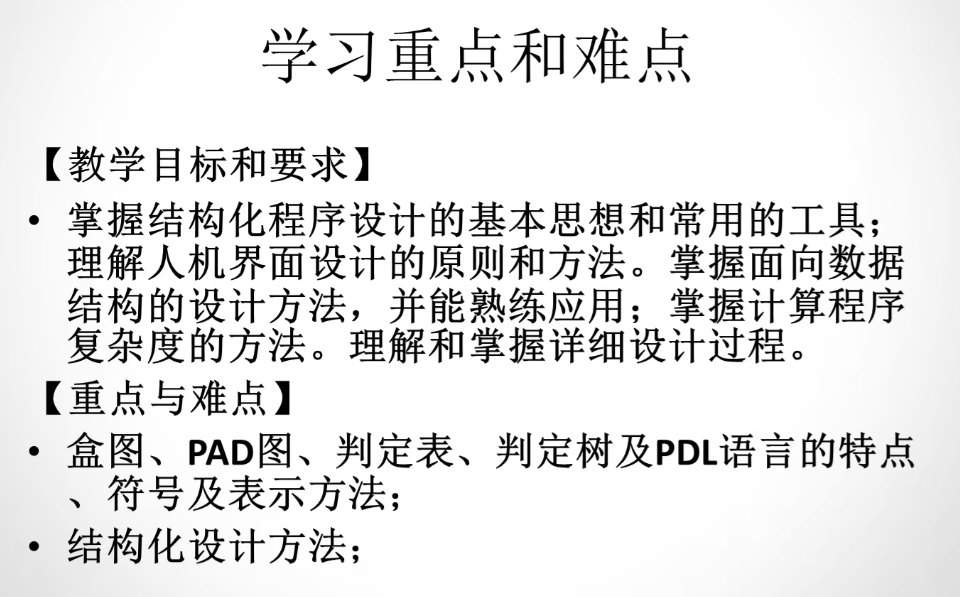 学习重点和难点
【教学目标和要求】
• 掌握结构化程序设计的基本思想和常用的工具；
理解人机界面设计的原则和方法。掌握面向数据
结构的设计方法，并能熟练应用；掌握计算程序
复杂度的方法。理解和掌握详细设计过程。
【重点与难点】
• 盒图、PAD图、判定表、判定树及PDL语言的特点
、符号及表示方法；
• 结构化设计方法；